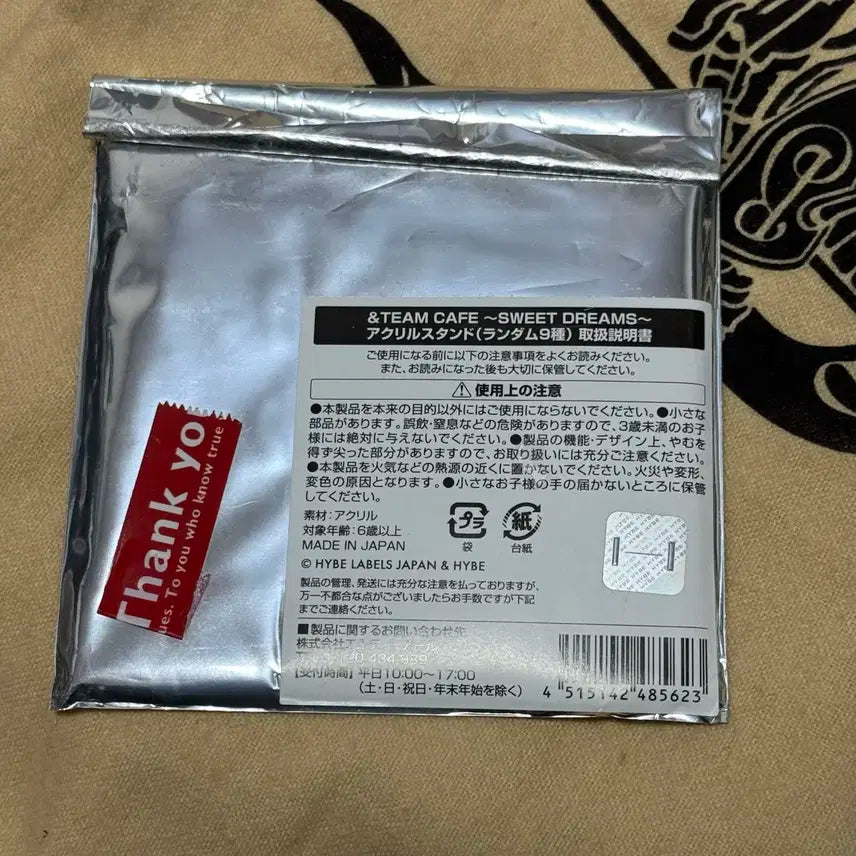 &TEAM CAFE ～SWEET DREAMS～
アクリルスタンド(ランダム9種) 取扱説明書
ご使用になる前に以下の注意事項をよくお読みください。
また、お読みになった後も大切に保管してください。
使用上の注意
●本製品を本来の目的以外にはご使用にならないでください。●小さな
部品があります。誤飲・窒息などの危険がありますので、3歳未満のお子
様には絶対に与えないでください。●製品の機能・デザイン上、やむを
得ず尖った部分がありますので、お取り扱いには充分ご注意ください。
●本製品を火気などの熱源の近くに置かないでください。火災や変形、
変色の原因となります。●小さなお子様の手の届かないところに保管
してください。
素材：アクリル
対象年齢：6歳以上
MADE IN JAPAN
プラ
袋
紙
台紙
© HYBE LABELS JAPAN & HYBE
製品の管理、発送には充分な注意を払っておりますが、
万一不都合な点がございましたらお手数ですが下記
までご連絡ください。
■製品に関するお問い合わせ先
株式会社
【受付時間】平日10:00～17:00
(土・日・祝日・年末年始を除く)
4 515142 485623
Thank yo
ues. To you who know true
HYBE